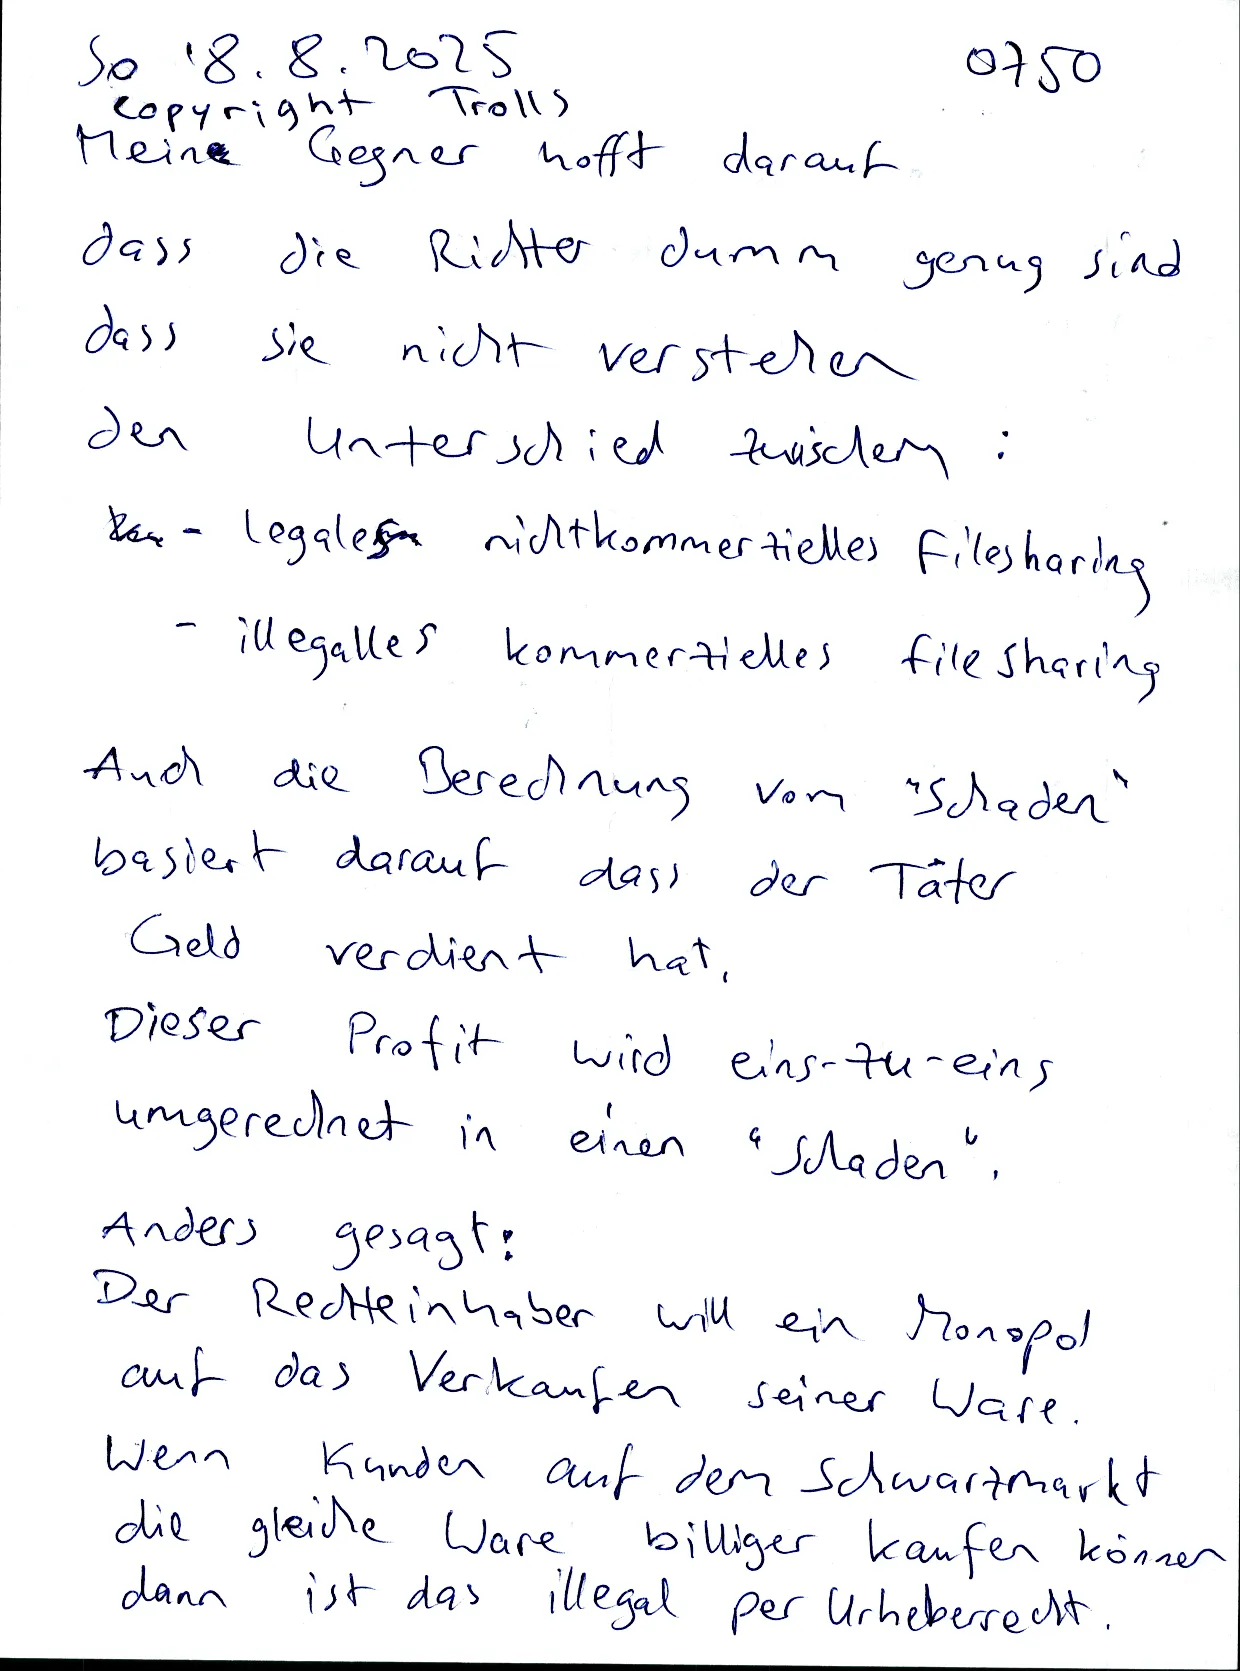 So 18.8.2025 0750
copyright Trolls
Mein Gegner hofft darauf
dass die Richter dumm genug sind
dass sie nicht verstehen
den Unterschied zwischen:
- legales nichtkommerzielles filesharing
- illegalles kommerzielles filesharing
Auch die Berechnung vom "Schaden"
basiert darauf dass der Täter
Geld verdient hat.
Dieser Profit wird eins-zu-eins
umgerechnet in einen "Schaden".
Anders gesagt:
Der Rechteinhaber will ein Monopol
auf das Verkaufen seiner Ware.
Wenn Kunden auf dem Schwarzmarkt
die gleiche Ware billiger kaufen können
dann ist das illegal per Urheberrecht.